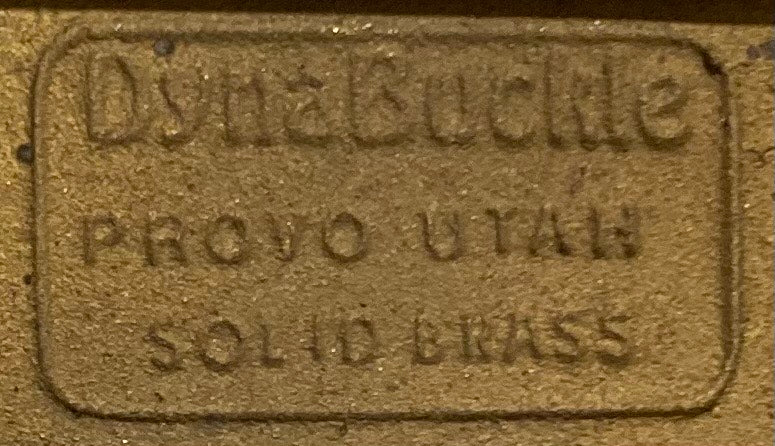 DynaBuckle
PROVO UTAH
SOLID BRASS